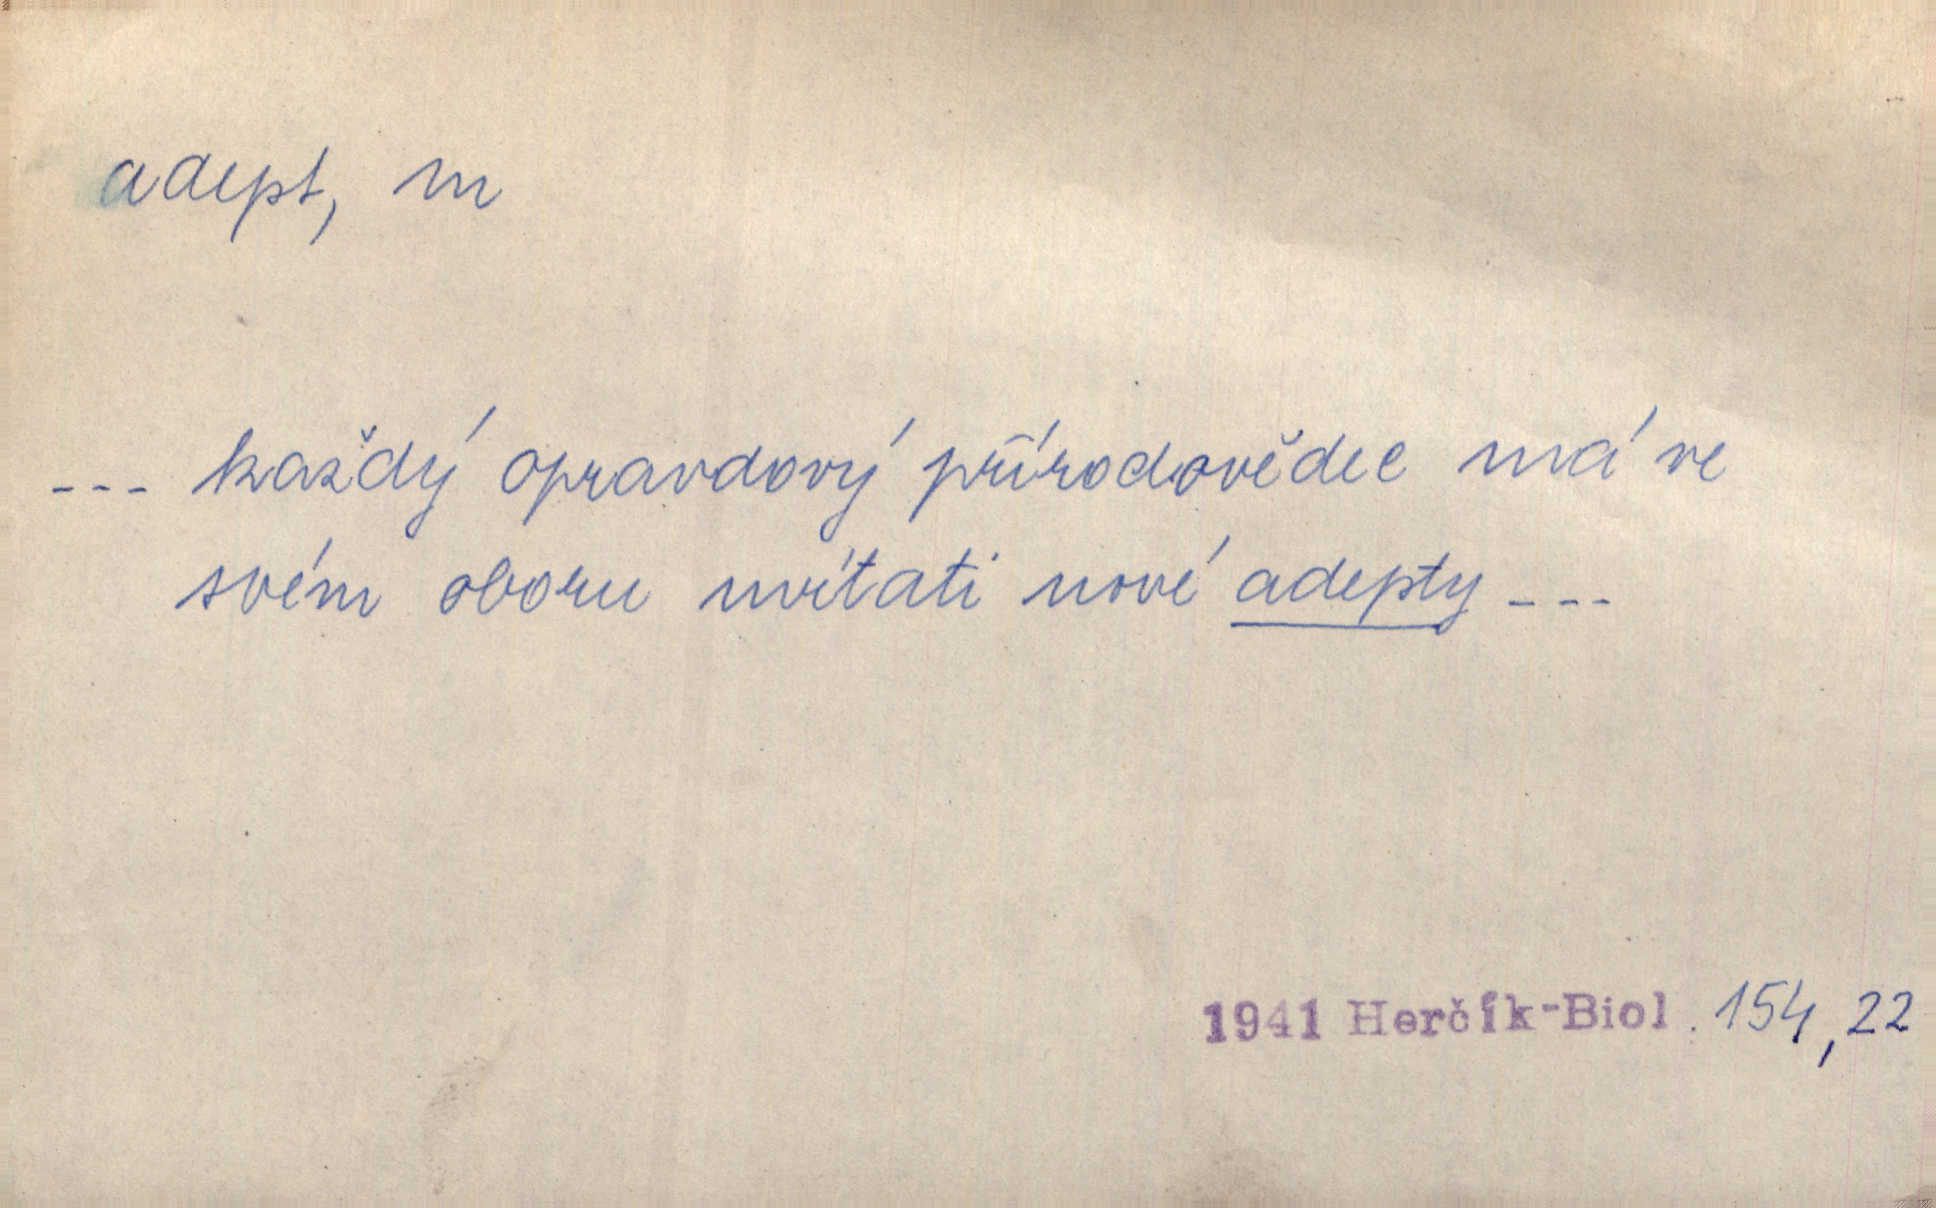 adept, m
--- každý opravdový přírodovědec má ve
svém oboru uvítati nové adepty ---
1941 Herčík-Biol. 154,22